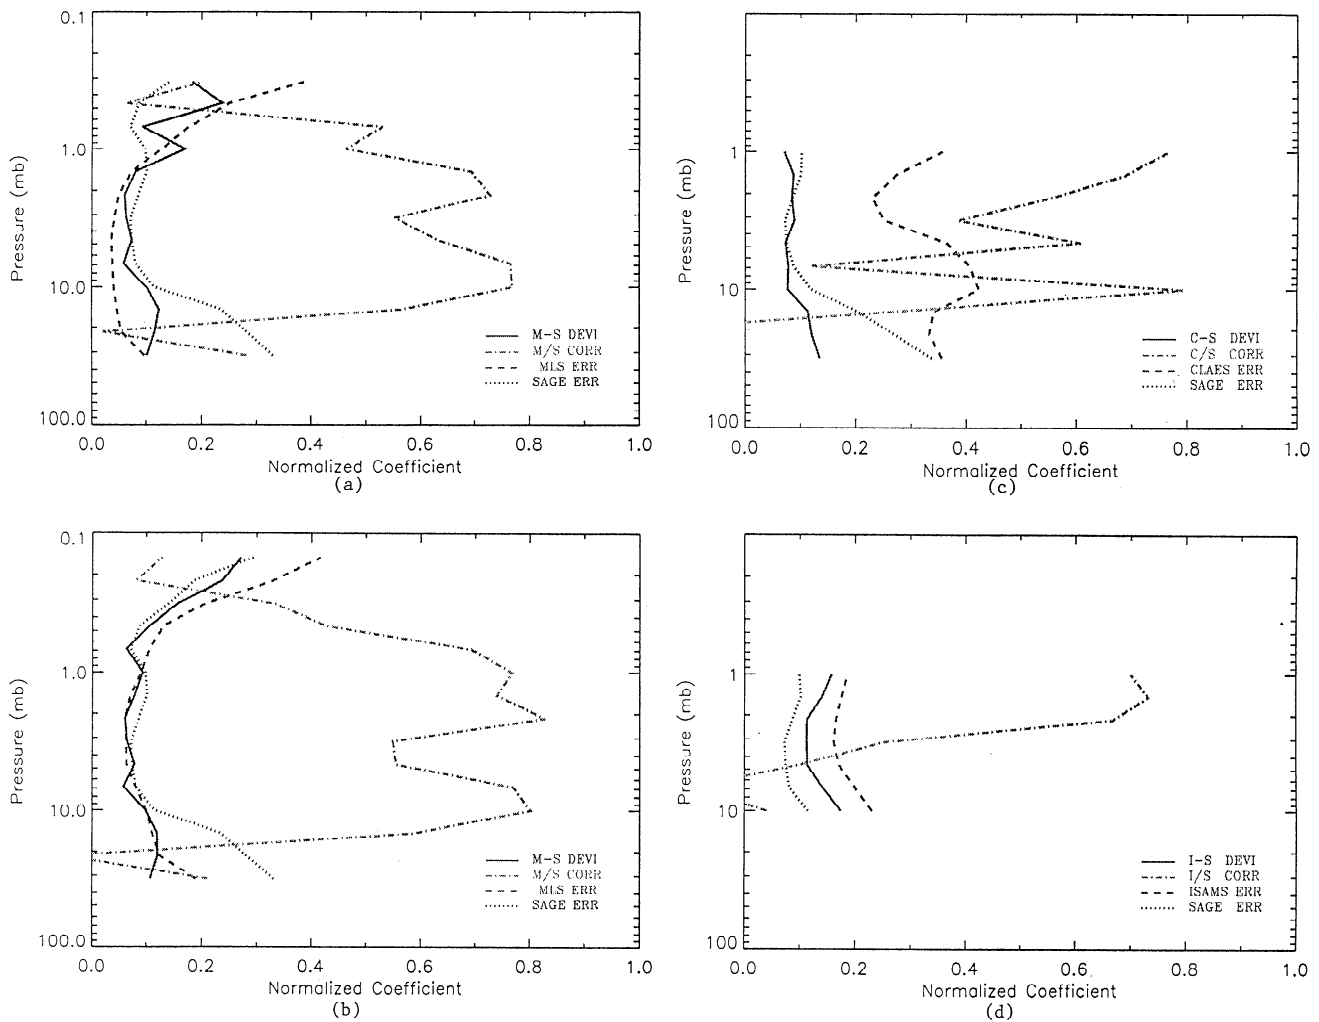 0.1
1.0
10.0
100.0
Pressure (mb)
0.0 0.2 0.4 0.6 0.8 1.0
Normalized Coefficient
(a)
M-S DEVI
M/S CORR
MLS ERR
SAGE ERR
1
10
100
Pressure (mb)
0.0 0.2 0.4 0.6 0.8 1.0
Normalized Coefficient
(c)
C-S DEVI
C/S CORR
CLAES ERR
SAGE ERR
0.1
1.0
10.0
100.0
Pressure (mb)
0.0 0.2 0.4 0.6 0.8 1.0
Normalized Coefficient
(b)
M-S DEVI
M/S CORR
MLS ERR
SAGE ERR
1
10
100
Pressure (mb)
0.0 0.2 0.4 0.6 0.8 1.0
Normalized Coefficient
(d)
I-S DEVI
I/S CORR
ISAMS ERR
SAGE ERR